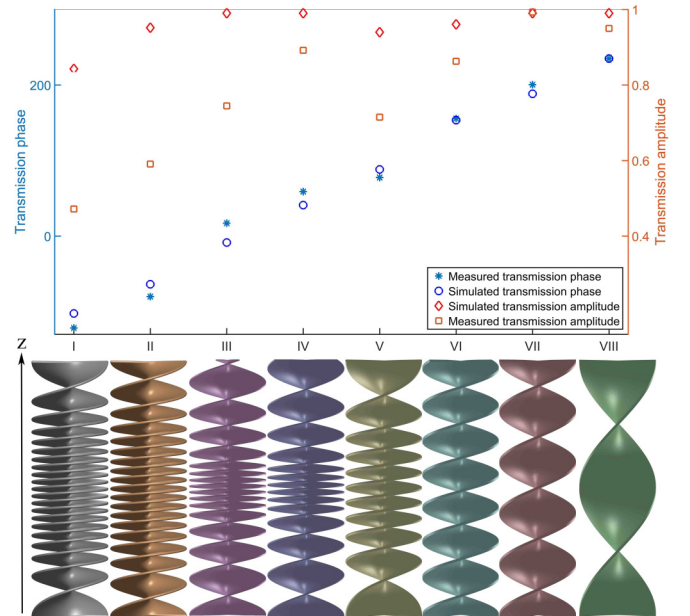 1
200
0.8
Transmission phase
Transmission amplitude
0.6
0
0.4
Measured transmission phase
Simulated transmission phase
Simulated transmission amplitude
Measured transmission amplitude
z
I II III IV V VI VII VIII